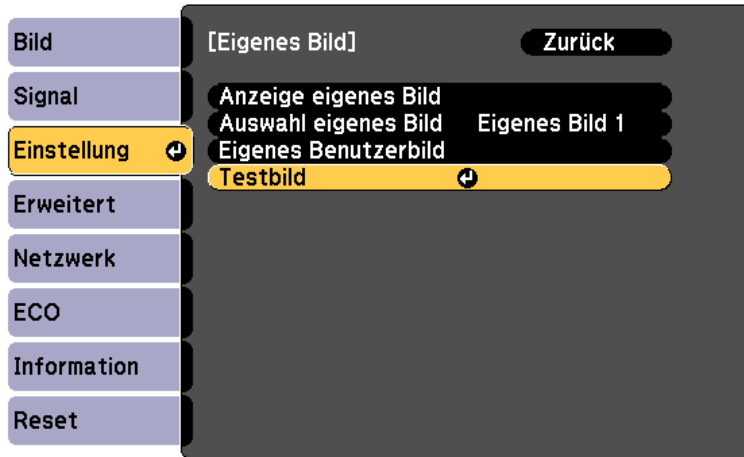 Bild
Signal
Einstellung
Erweitert
Netzwerk
ECO
Information
Reset
[Eigenes Bild] Zurück
Anzeige eigenes Bild
Auswahl eigenes Bild Eigenes Bild 1
Eigenes Benutzerbild
Testbild